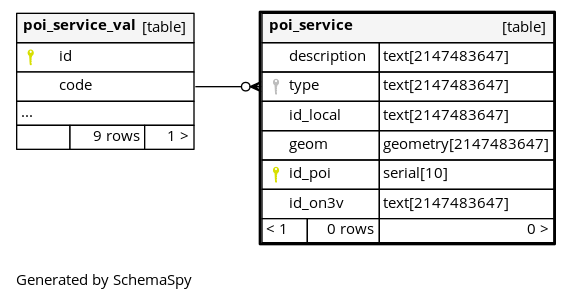 poi_service_val [table]
id
code
...
9 rows 1 >
poi_service [table]
description text[2147483647]
type text[2147483647]
id_local text[2147483647]
geom geometry[2147483647]
id_poi serial[10]
id_on3v text[2147483647]
< 1 0 rows 0 >
Generated by SchemaSpy